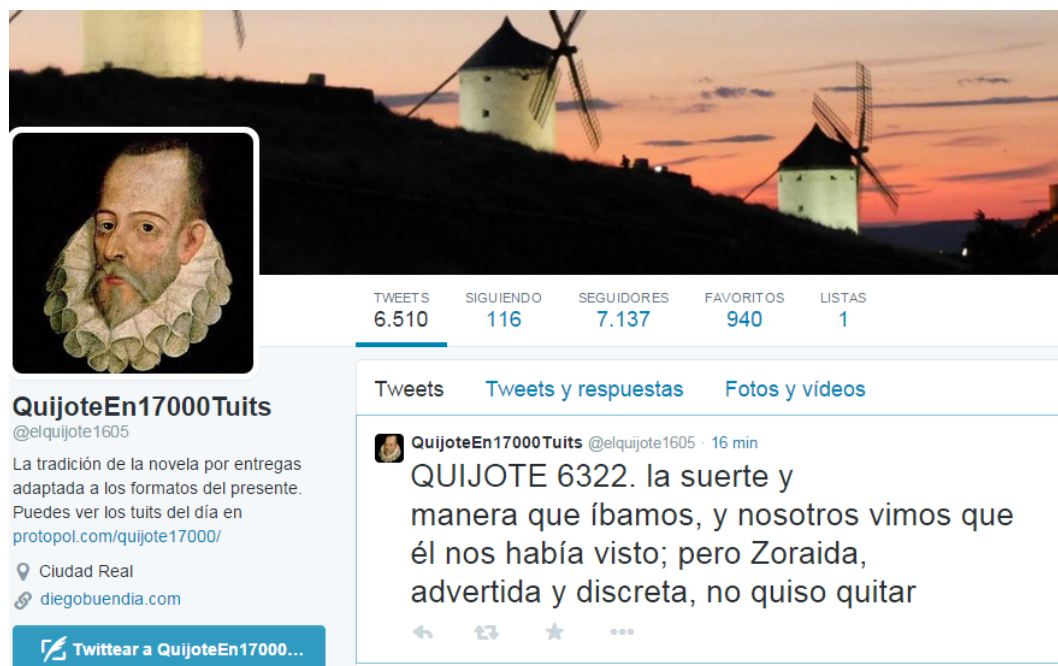 TWEETS SIGUIENDO SEGUIDORES FAVORITOS LISTAS
6.510 116 7.137 940 1
QuijoteEn17000Tuits
@elquijote1605
La tradición de la novela por entregas
adaptada a los formatos del presente.
Puedes ver los tuits del día en
protopol.com/quijote17000/
Ciudad Real
diegobuendia.com
Twittear a QuijoteEn17000...
Tweets Tweets y respuestas Fotos y vídeos
QuijoteEn17000Tuits @elquijote1605 · 16 min
QUIJOTE 6322. la suerte y
manera que íbamos, y nosotros vimos que
él nos había visto; pero Zoraida,
advertida y discreta, no quiso quitar